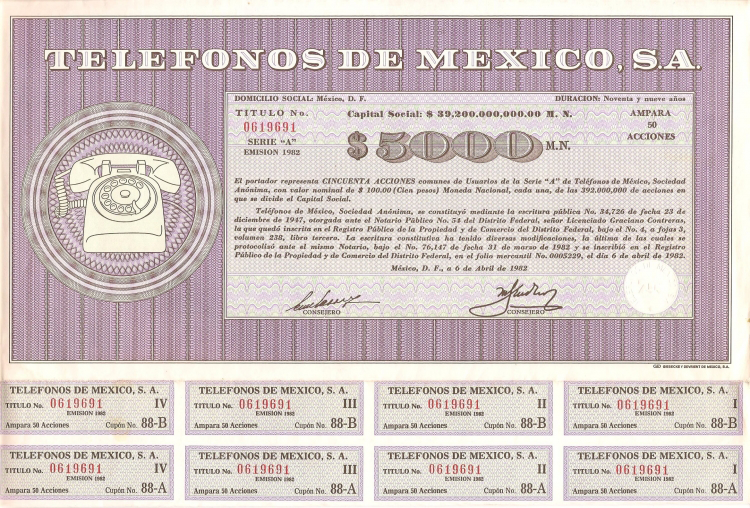 TELEFONOS DE MEXICO, S.A.
DOMICILIO SOCIAL: México, D. F.
DURACION: Noventa y nueve años
TITULO No.
0619691
SERIE "A"
EMISION 1982
Capital Social: $ 39,200,000,000.00 M. N.
$ 5000 M.N.
AMPARA
50
ACCIONES
El portador representa CINCUENTA ACCIONES comunes de Usuarios de la Serie "A" de Teléfonos de México, Sociedad
Anónima, con valor nominal de $ 100.00 (Cien pesos) Moneda Nacional, cada una, de las 392.000,000 de acciones en
que se divide el Capital Social.
Teléfonos de México, Sociedad Anónima, se constituyó mediante la escritura pública No. 34,726 de fecha 23 de
diciembre de 1947, otorgada ante el Notario Público No. 54 del Distrito Federal, señor Licenciado Graciano Contreras,
la que quedó inscrita en el Registro Público de la Propiedad y de Comercio del Distrito Federal, bajo el No. 4, a fojas 3,
volumen 238, libro tercero. La escritura constitutiva ha tenido diversas modificaciones, la última de las cuales se
protocolizó ante el mismo Notario, bajo el No. 76,147 de fecha 31 de marzo de 1982 y se inscribió en el Registro
Público de la Propiedad y de Comercio del Distrito Federal, en el folio mercantil No. 0005229, el día 6 de abril de 1982.
México, D. F., a 6 de Abril de 1982
CONSEJERO
CONSEJERO
GIESECKE Y DEVRIENT DE MEXICO, S.A.
TELEFONOS DE MEXICO, S. A.
TITULO No. 0619691 IV
EMISION 1982
Ampara 50 Acciones Cupón No. 88-B
TELEFONOS DE MEXICO, S. A.
TITULO No. 0619691 III
EMISION 1982
Ampara 50 Acciones Cupón No. 88-B
TELEFONOS DE MEXICO, S. A.
TITULO No. 0619691 II
EMISION 1982
Ampara 50 Acciones Cupón No. 88-B
TELEFONOS DE MEXICO, S. A.
TITULO No. 0619691 I
EMISION 1982
Ampara 50 Acciones Cupón No. 88-B
TELEFONOS DE MEXICO, S. A.
TITULO No. 0619691 IV
EMISION 1982
Ampara 50 Acciones Cupón No. 88-A
TELEFONOS DE MEXICO, S. A.
TITULO No. 0619691 III
EMISION 1982
Ampara 50 Acciones Cupón No. 88-A
TELEFONOS DE MEXICO, S. A.
TITULO No. 0619691 II
EMISION 1982
Ampara 50 Acciones Cupón No. 88-A
TELEFONOS DE MEXICO, S. A.
TITULO No. 0619691 I
EMISION 1982
Ampara 50 Acciones Cupón No. 88-A